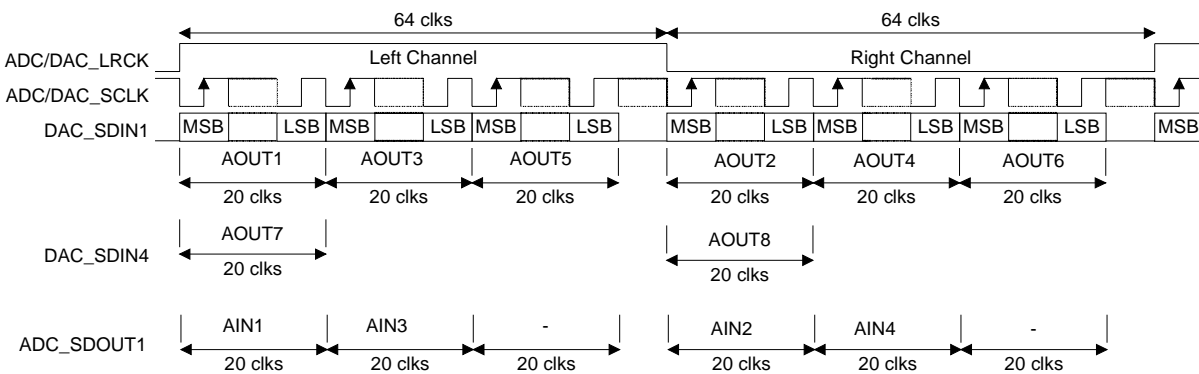 64 clks 64 clks
ADC/DAC_LRCK Left Channel Right Channel
ADC/DAC_SCLK
DAC_SDIN1 MSB LSB MSB LSB MSB LSB MSB LSB MSB LSB MSB LSB MSB
AOUT1 AOUT3 AOUT5 AOUT2 AOUT4 AOUT6
20 clks 20 clks 20 clks 20 clks 20 clks 20 clks
DAC_SDIN4 AOUT7 AOUT8
20 clks 20 clks
ADC_SDOUT1 AIN1 AIN3 - AIN2 AIN4 -
20 clks 20 clks 20 clks 20 clks 20 clks 20 clks